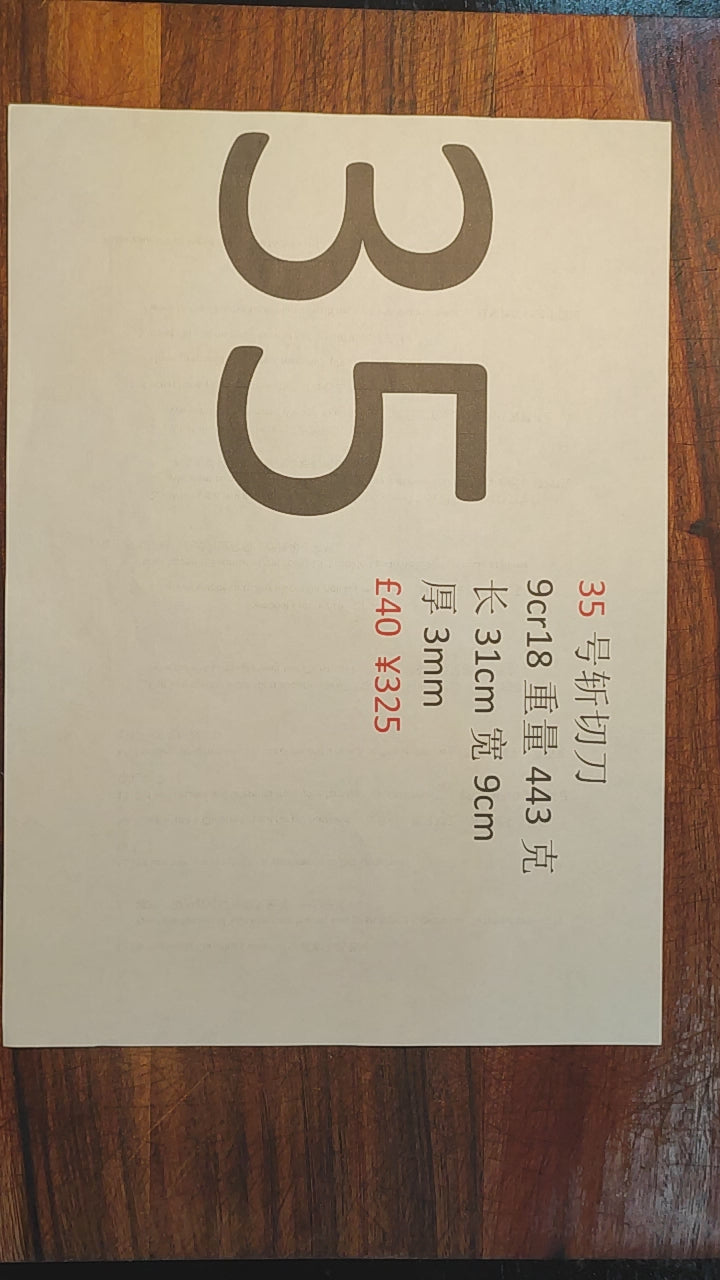 35
35 号斩切刀
9cr18 重量 443 克
长 31cm 宽 9cm
厚 3mm
£40 ¥325